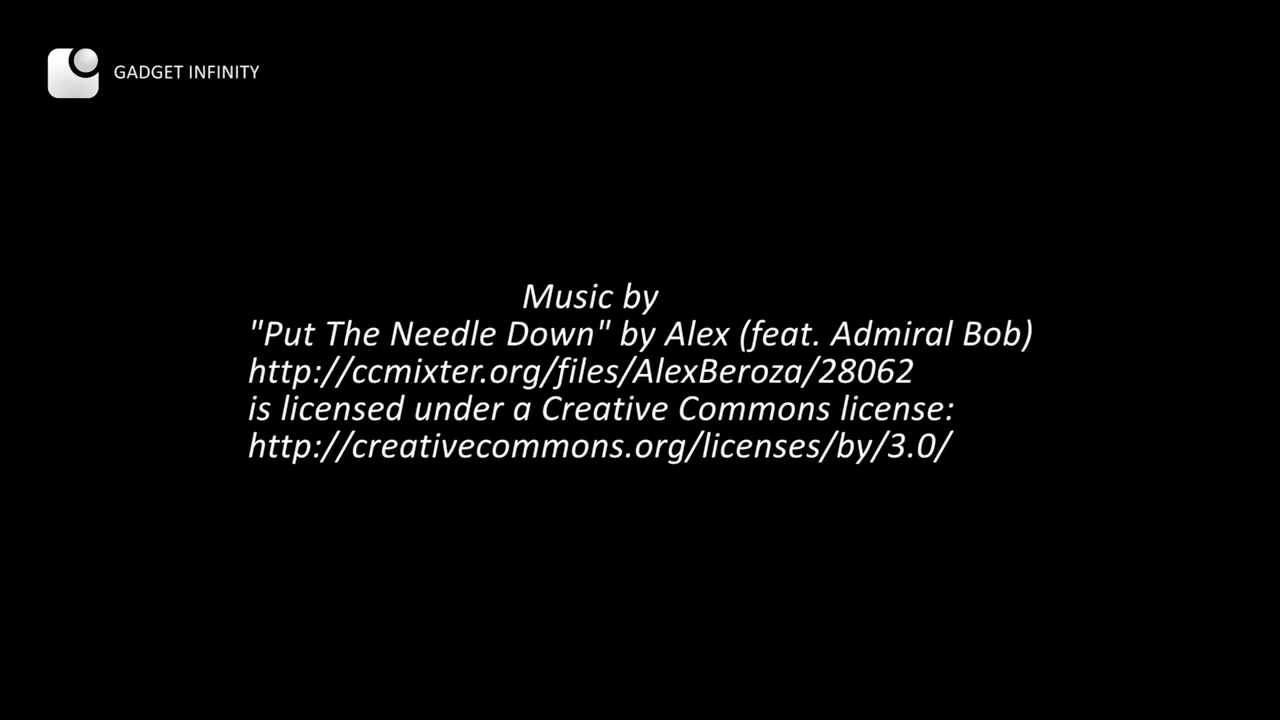 GADGET INFINITY
Music by
"Put The Needle Down" by Alex (feat. Admiral Bob)
http://ccmixter.org/files/AlexBeroza/28062
is licensed under a Creative Commons license:
http://creativecommons.org/licenses/by/3.0/